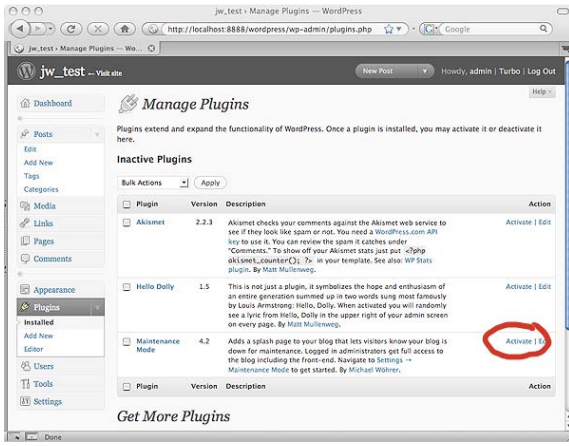 jw_test › Manage Plugins — WordPress
http://localhost:8888/wordpress/wp-admin/plugins.php
Google
jw_test › Manage Plugins — Wo...
jw_test ← Visit site
New Post
Howdy, admin | Turbo | Log Out
Help
Dashboard
Posts
Edit
Add New
Tags
Categories
Media
Links
Pages
Comments
Appearance
Plugins
Installed
Add New
Editor
Users
Tools
Settings
Manage Plugins
Plugins extend and expand the functionality of WordPress. Once a plugin is installed, you may activate it or deactivate it
here.
Inactive Plugins
Bulk Actions Apply
Plugin Version Description Action
Akismet 2.2.3 Akismet checks your comments against the Akismet web service to Activate | Edit
see if they look like spam or not. You need a WordPress.com API
key to use it. You can review the spam it catches under
"Comments." To show off your Akismet stats just put <?php
akismet_counter(); ?> in your template. See also: WP Stats
plugin. By Matt Mullenweg.
Hello Dolly 1.5 This is not just a plugin, it symbolizes the hope and enthusiasm of Activate | Edit
an entire generation summed up in two words sung most famously
by Louis Armstrong: Hello, Dolly. When activated you will randomly
see a lyric from Hello, Dolly in the upper right of your admin screen
on every page. By Matt Mullenweg.
Maintenance 4.2 Adds a splash page to your blog that lets visitors know your blog is Activate |
Mode down for maintenance. Logged in administrators get full access to
the blog including the front-end. Navigate to Settings →
Maintenance Mode to get started. By Michael Wöhrer.
Plugin Version Description Action
Get More Plugins
Done